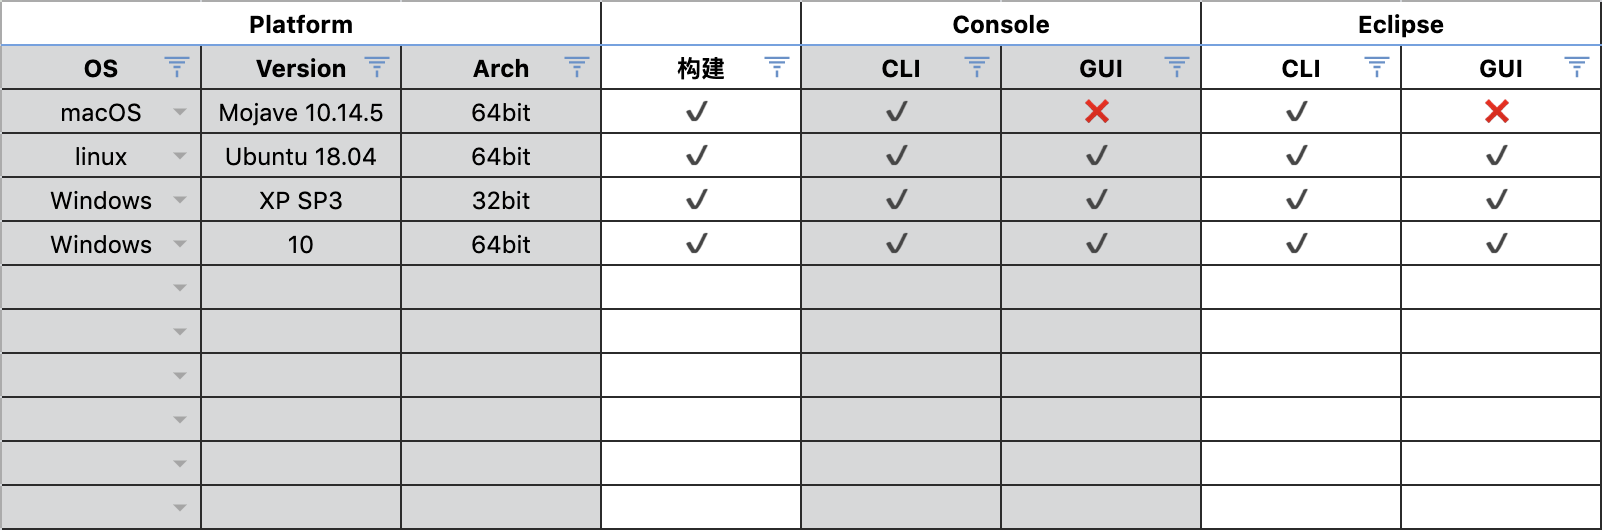 Platform Console Eclipse
OS Version Arch 构建 CLI GUI CLI GUI
macOS Mojave 10.14.5 64bit ✔ ✔ ❌ ✔ ❌
linux Ubuntu 18.04 64bit ✔ ✔ ✔ ✔ ✔
Windows XP SP3 32bit ✔ ✔ ✔ ✔ ✔
Windows 10 64bit ✔ ✔ ✔ ✔ ✔